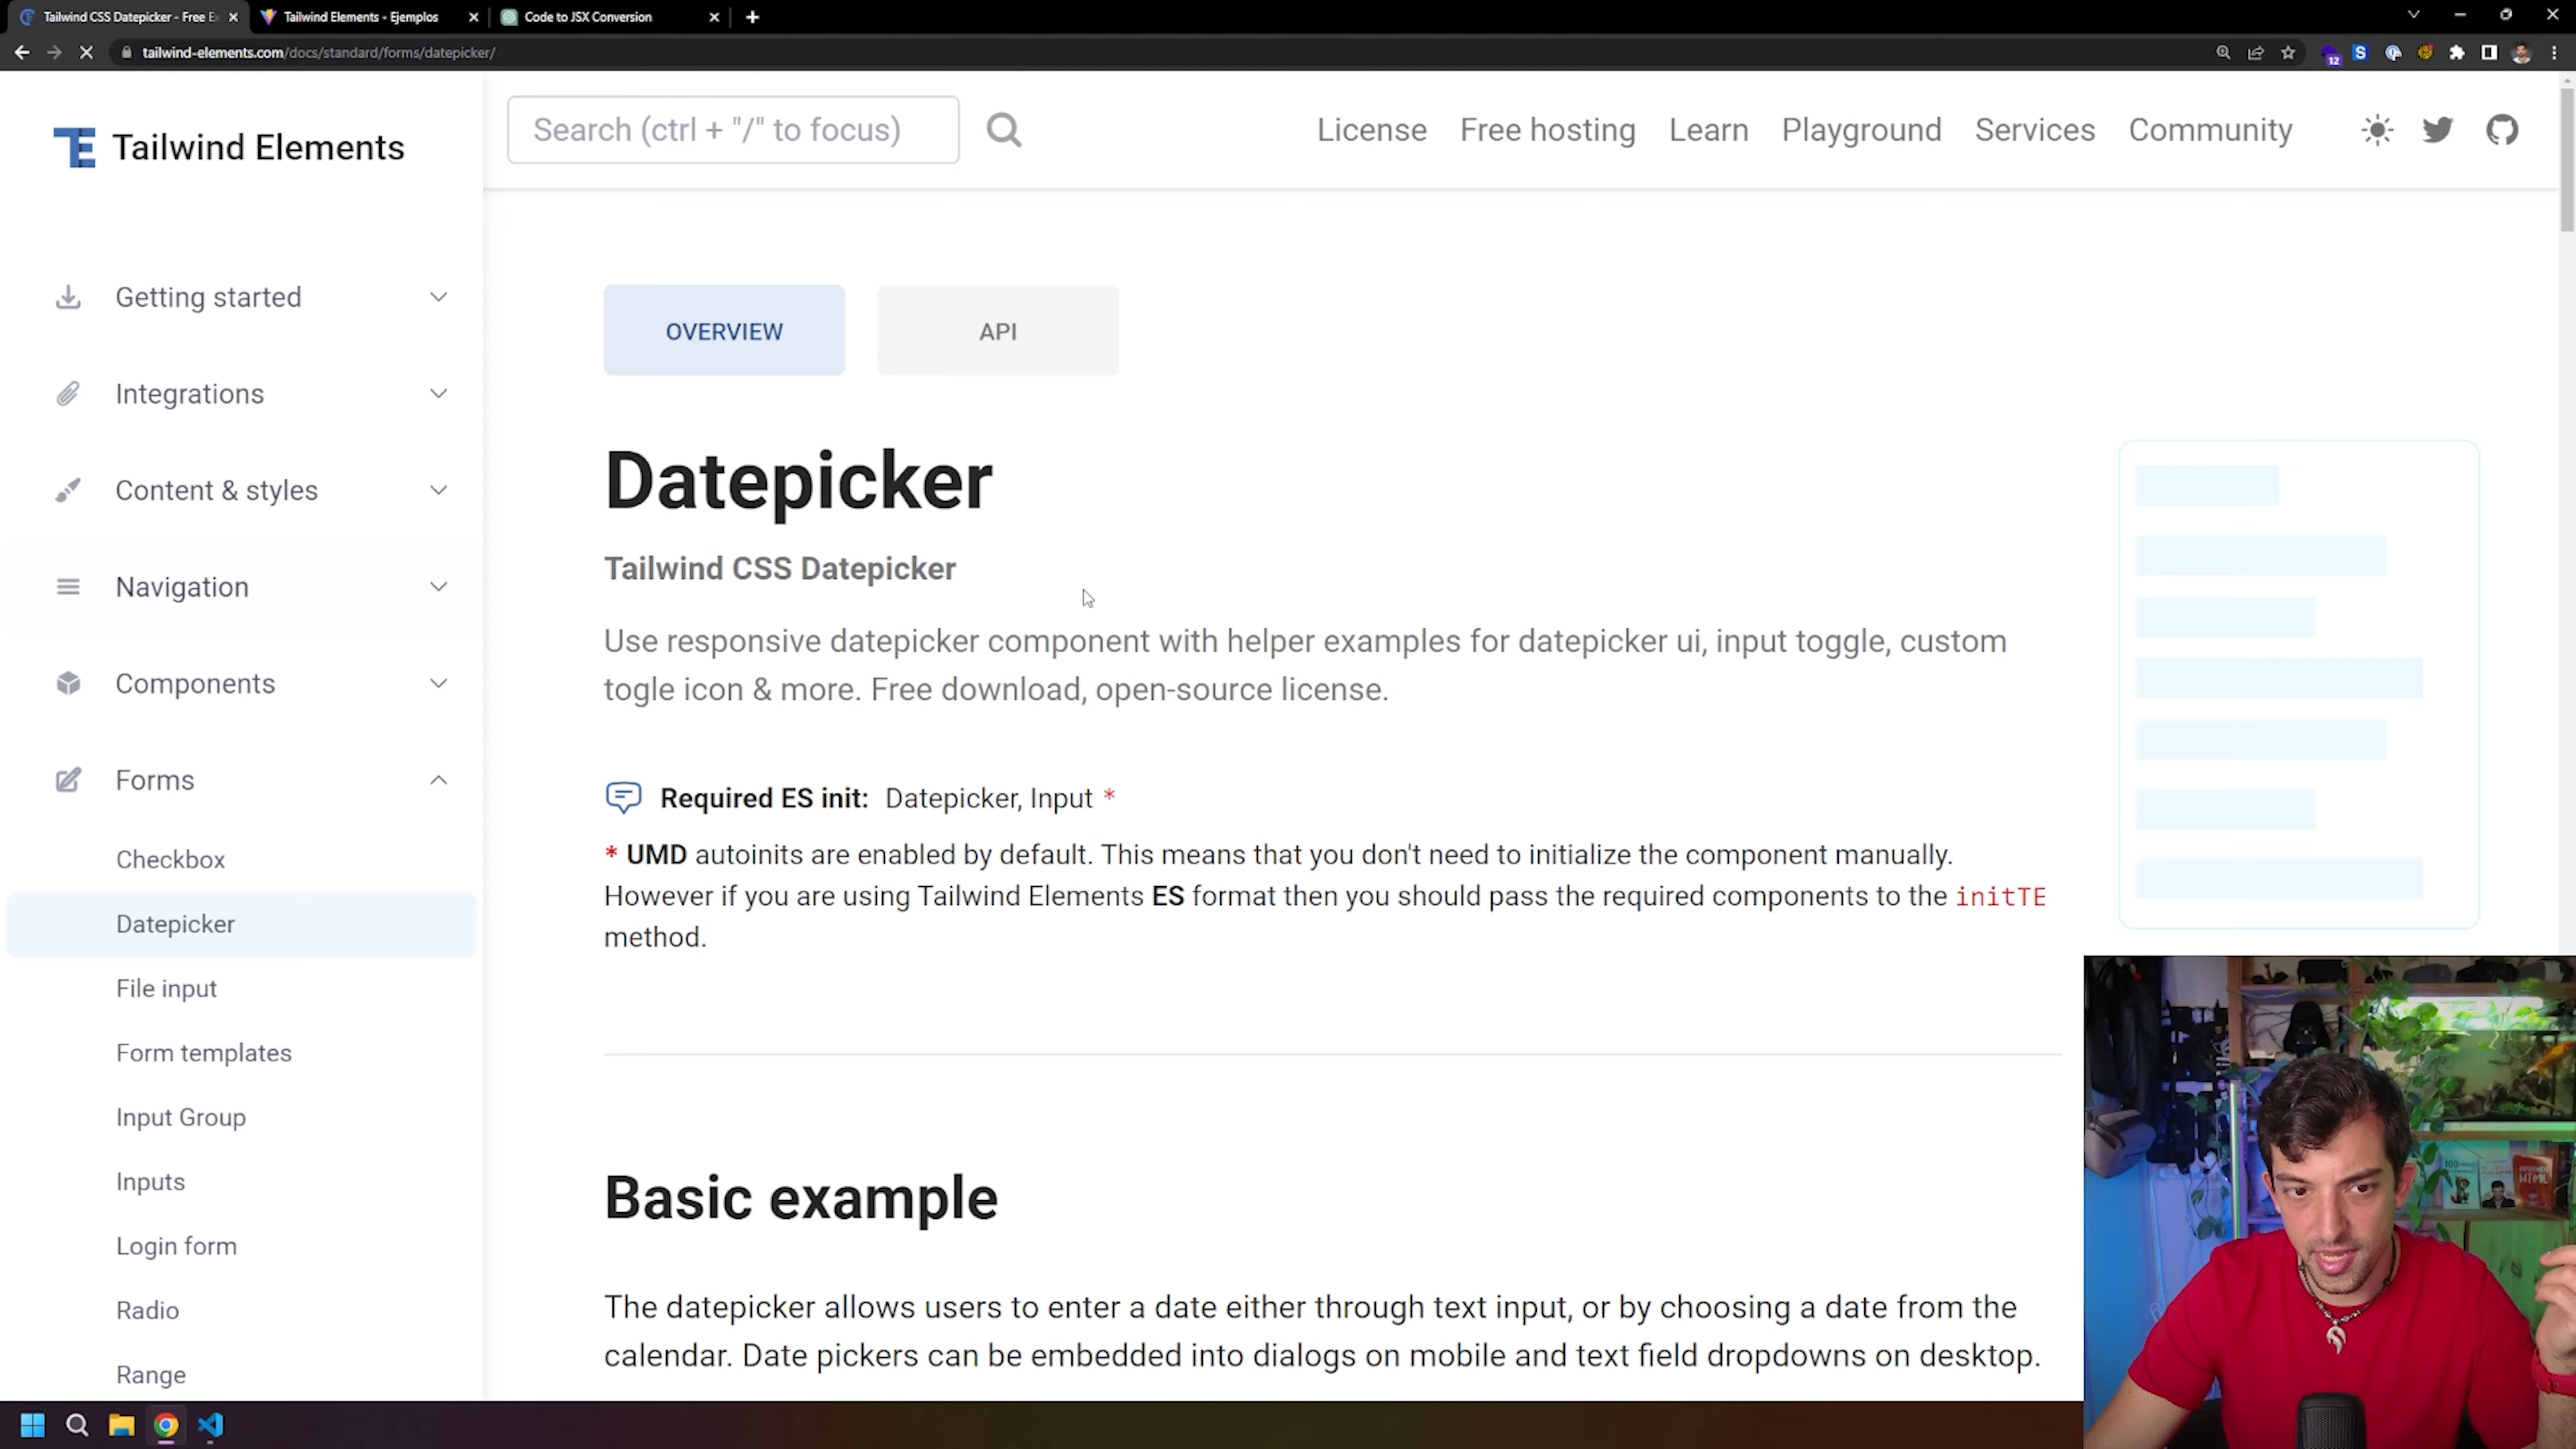 Tailwind CSS Datepicker - Free Ex
Tailwind Elements - Ejemplos
Code to JSX Conversion
tailwind-elements.com/docs/standard/forms/datepicker/
12
S
TE Tailwind Elements
Search (ctrl + "/" to focus)
License
Free hosting
Learn
Playground
Services
Community
Getting started
Integrations
Content & styles
Navigation
Components
Forms
Checkbox
Datepicker
File input
Form templates
Input Group
Inputs
Login form
Radio
Range
OVERVIEW
API
Datepicker
Tailwind CSS Datepicker
Use responsive datepicker component with helper examples for datepicker ui, input toggle, custom
togle icon & more. Free download, open-source license.
Required ES init: Datepicker, Input *
* UMD autoinits are enabled by default. This means that you don't need to initialize the component manually.
However if you are using Tailwind Elements ES format then you should pass the required components to the initTE
method.
Basic example
The datepicker allows users to enter a date either through text input, or by choosing a date from the
calendar. Date pickers can be embedded into dialogs on mobile and text field dropdowns on desktop.
100
HTML